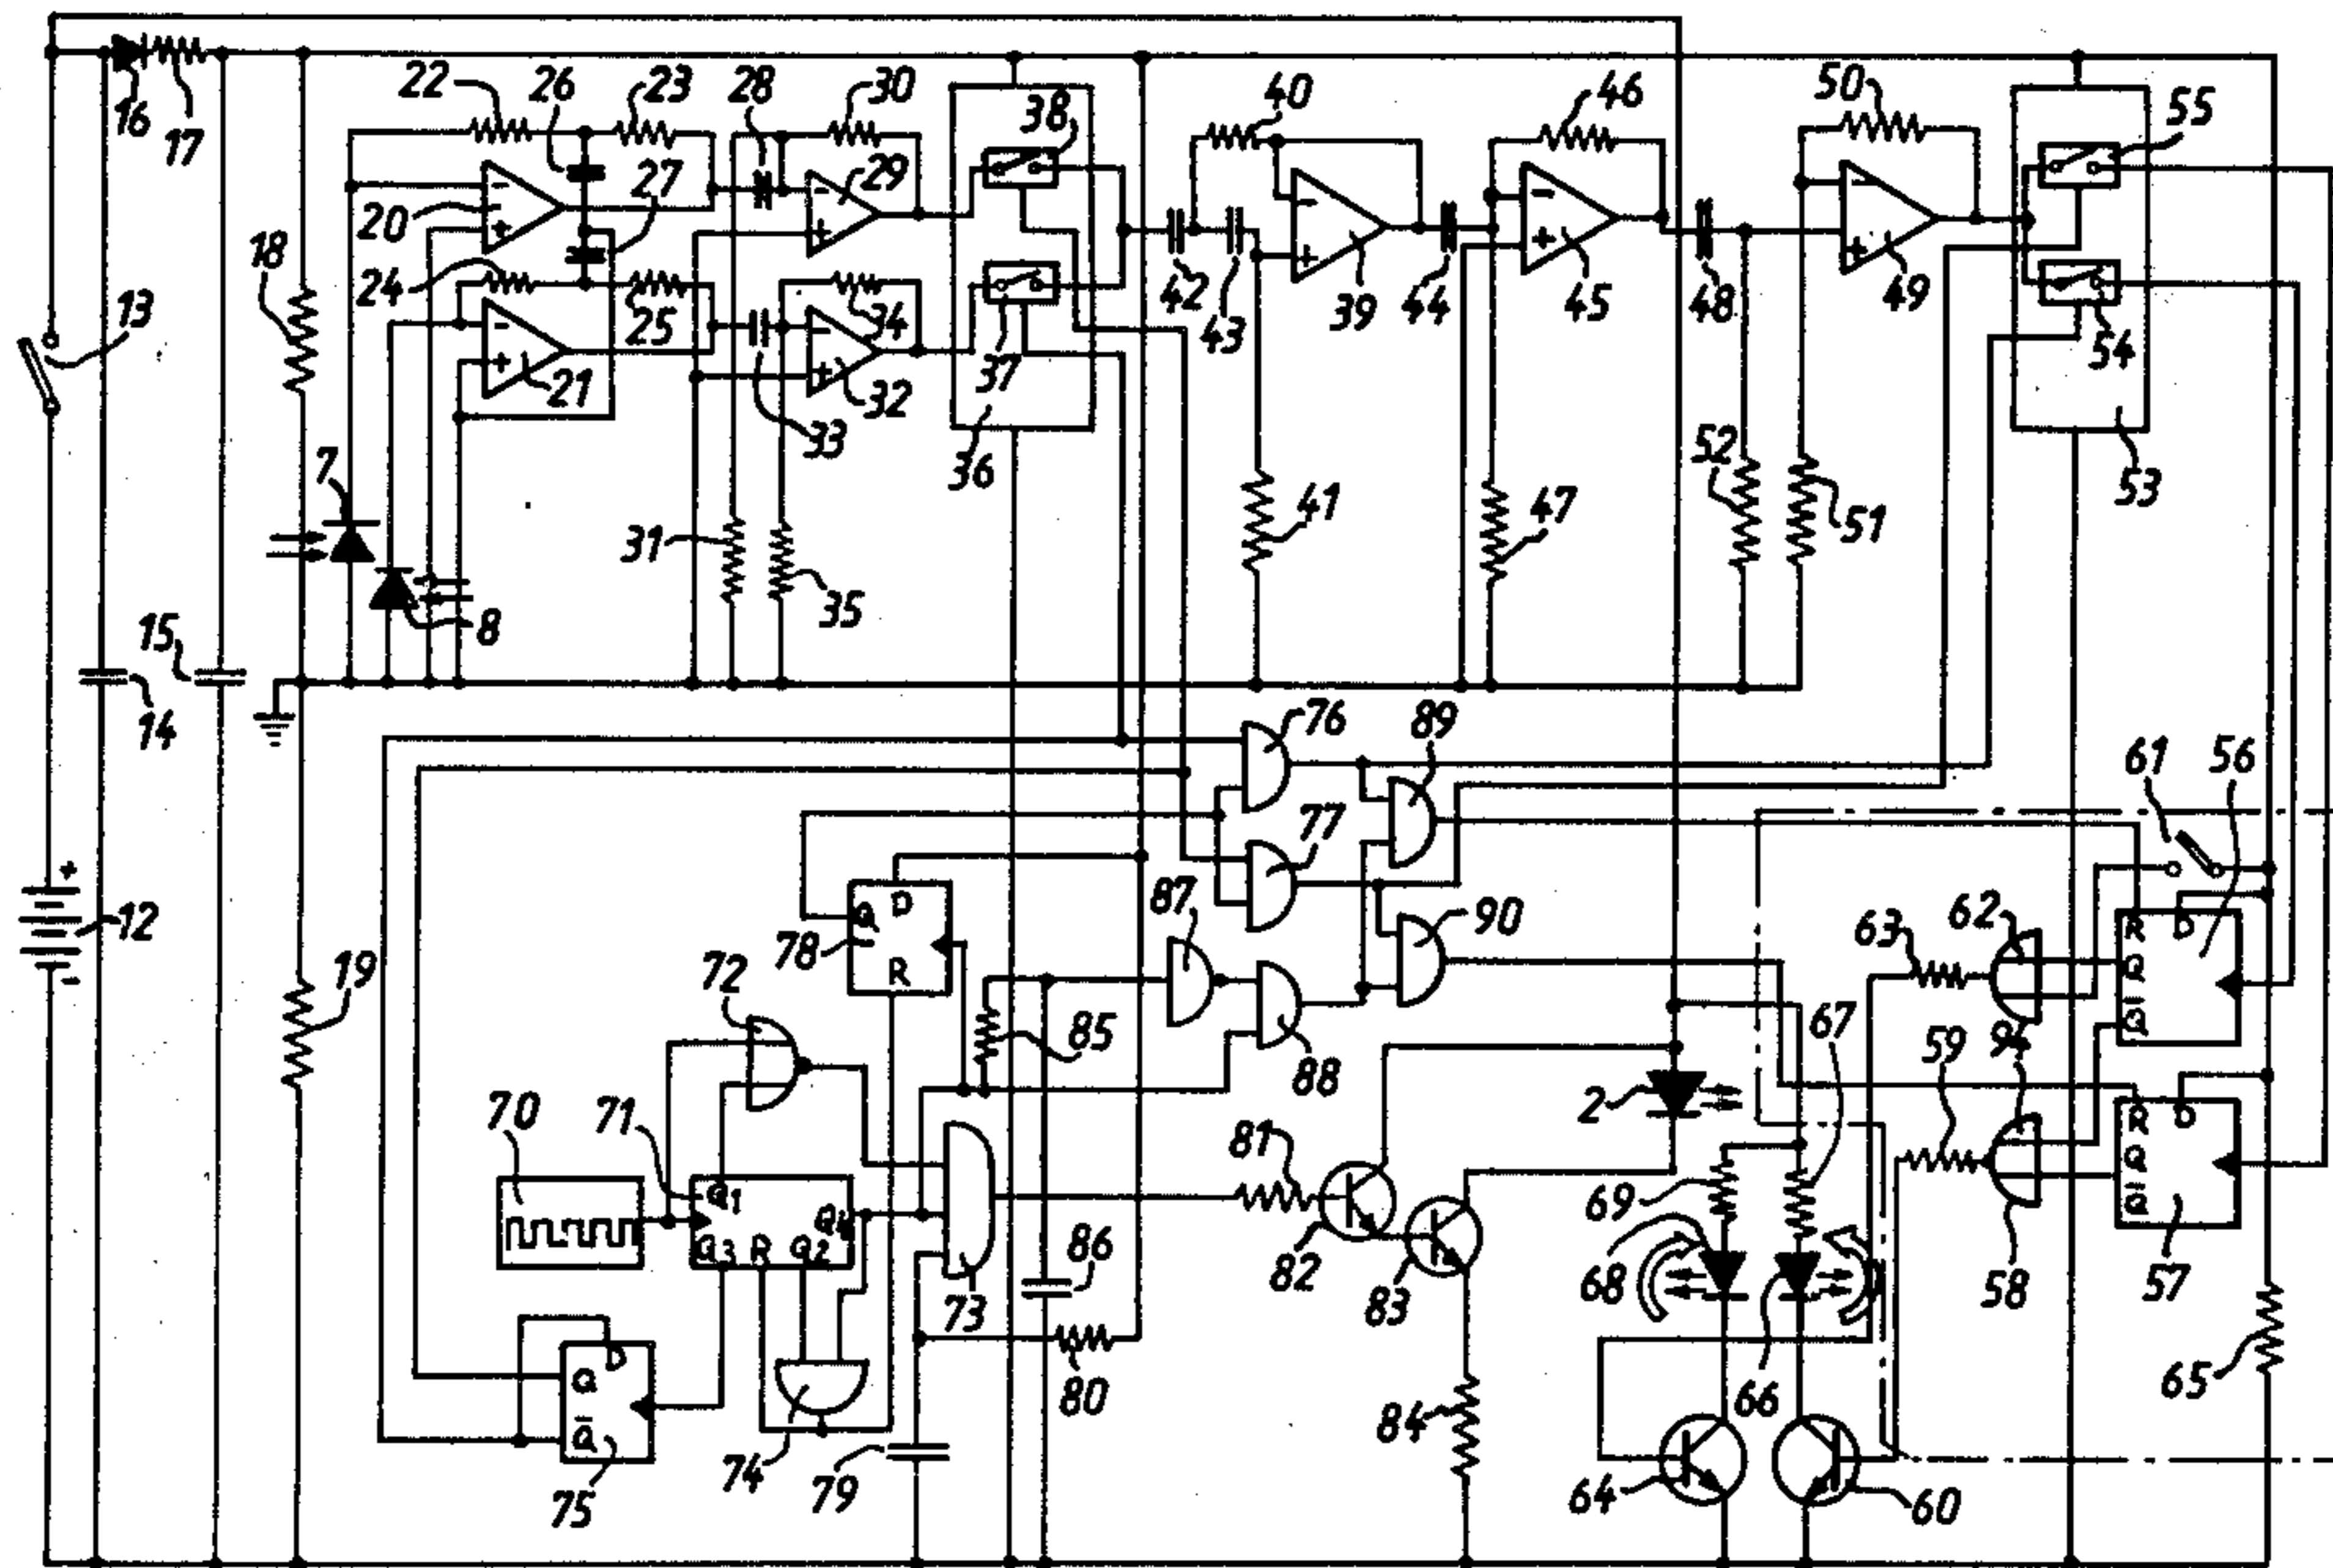 22 26 23 28 30 38 40 46 50 55
16 17
20 27 29
18 24 42 43 39 44 45 48 49
13 21 25 33 34 32 37 54
7 36 52 53
31 35 41 47 51
8
15
14
76 89
61 56
77
12 + -
87
Q D
78 R
90 63 62
R D
Q
Q̄
19 72 85 88 67 59 94
2
70 71 81
R D
Q
Q̄
Q1 Q4
Q3 R Q2
69
86 82 83 68 58 57
73
D
Q
Q̄
80 84 66 65
75 74 79 64 60
- + - + - + - + - + - + - +